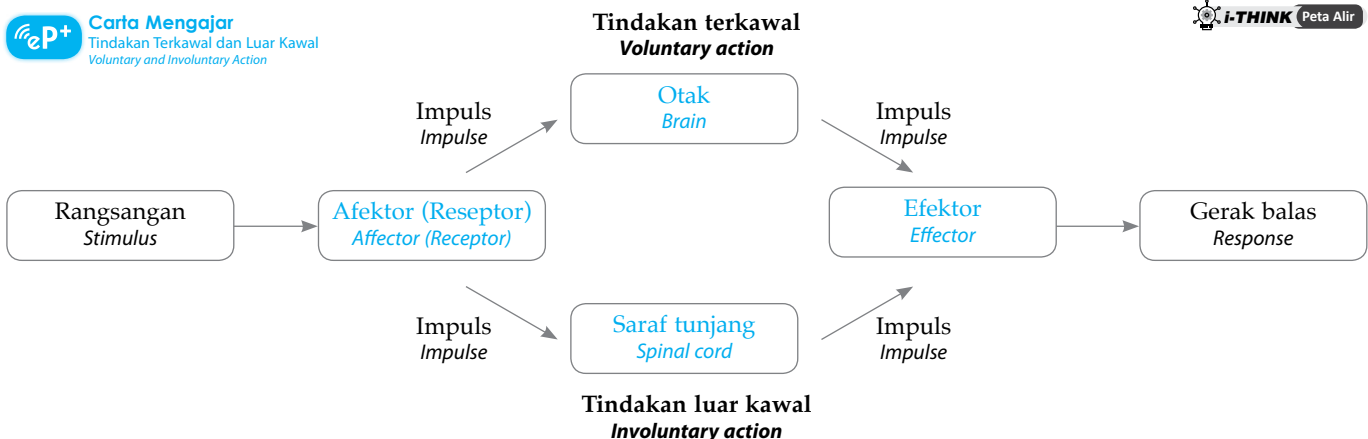 eP+
Carta Mengajar
Tindakan Terkawal dan Luar Kawal
Voluntary and Involuntary Action
i-THINK Peta Alir
Tindakan terkawal
Voluntary action
Otak
Brain
Impuls
Impulse
Impuls
Impulse
Rangsangan
Stimulus
Afektor (Reseptor)
Affector (Receptor)
Efektor
Effector
Gerak balas
Response
Impuls
Impulse
Saraf tunjang
Spinal cord
Impuls
Impulse
Tindakan luar kawal
Involuntary action